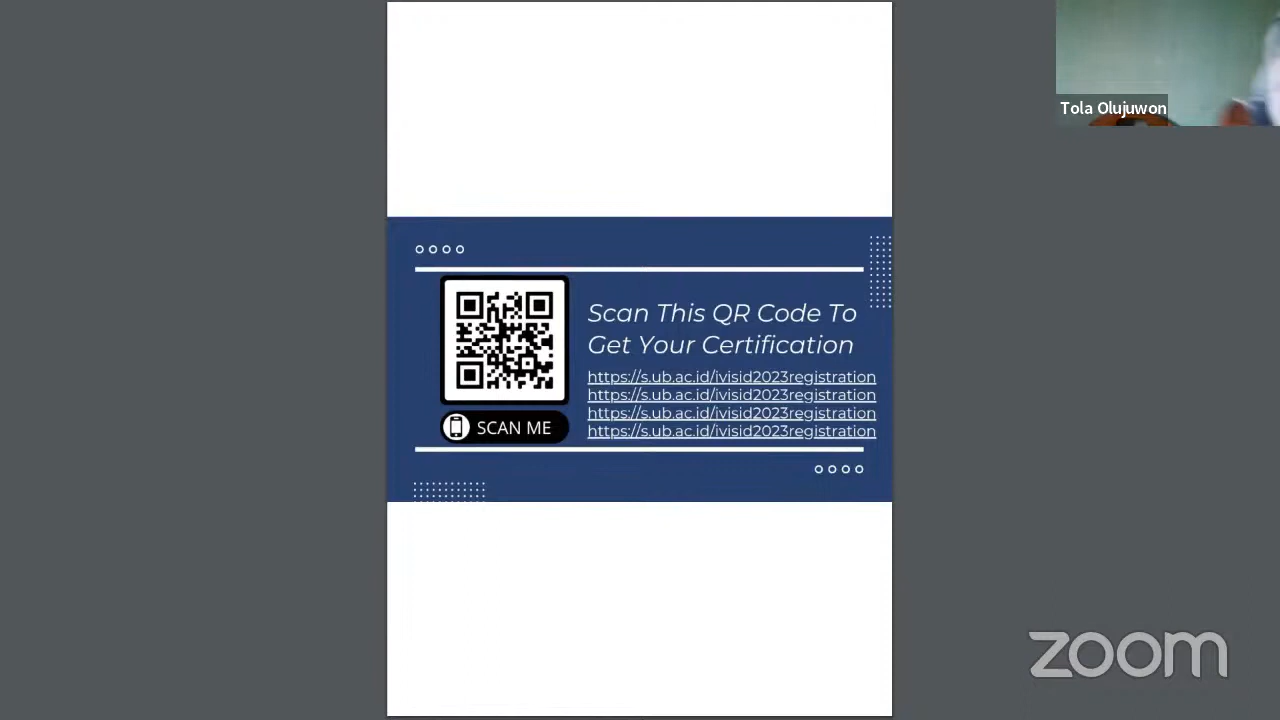 Tola Olujuwon
Scan This QR Code To
Get Your Certification
https://s.ub.ac.id/ivisid2023registration
https://s.ub.ac.id/ivisid2023registration
https://s.ub.ac.id/ivisid2023registration
https://s.ub.ac.id/ivisid2023registration
SCAN ME
zoom